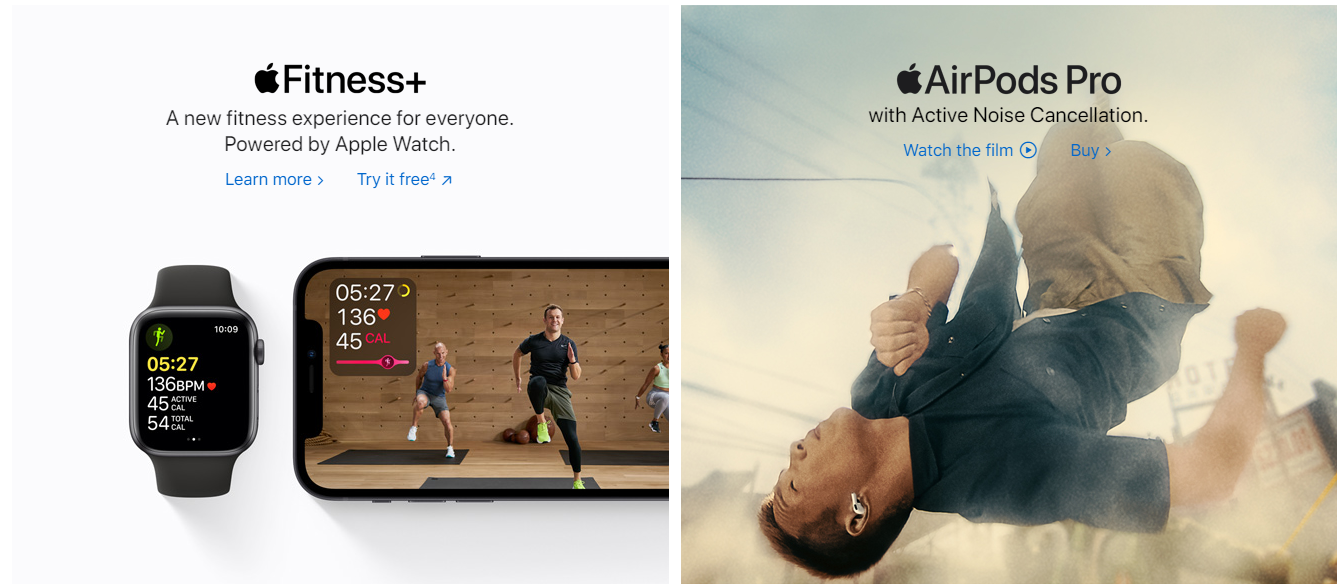 Fitness+
A new fitness experience for everyone.
Powered by Apple Watch.
Learn more >
Try it free⁴ ↗
10:09
05:27
136BPM
45 ACTIVE CAL
54 TOTAL CAL
05:27
136
45 CAL
AirPods Pro
with Active Noise Cancellation.
Watch the film
Buy >